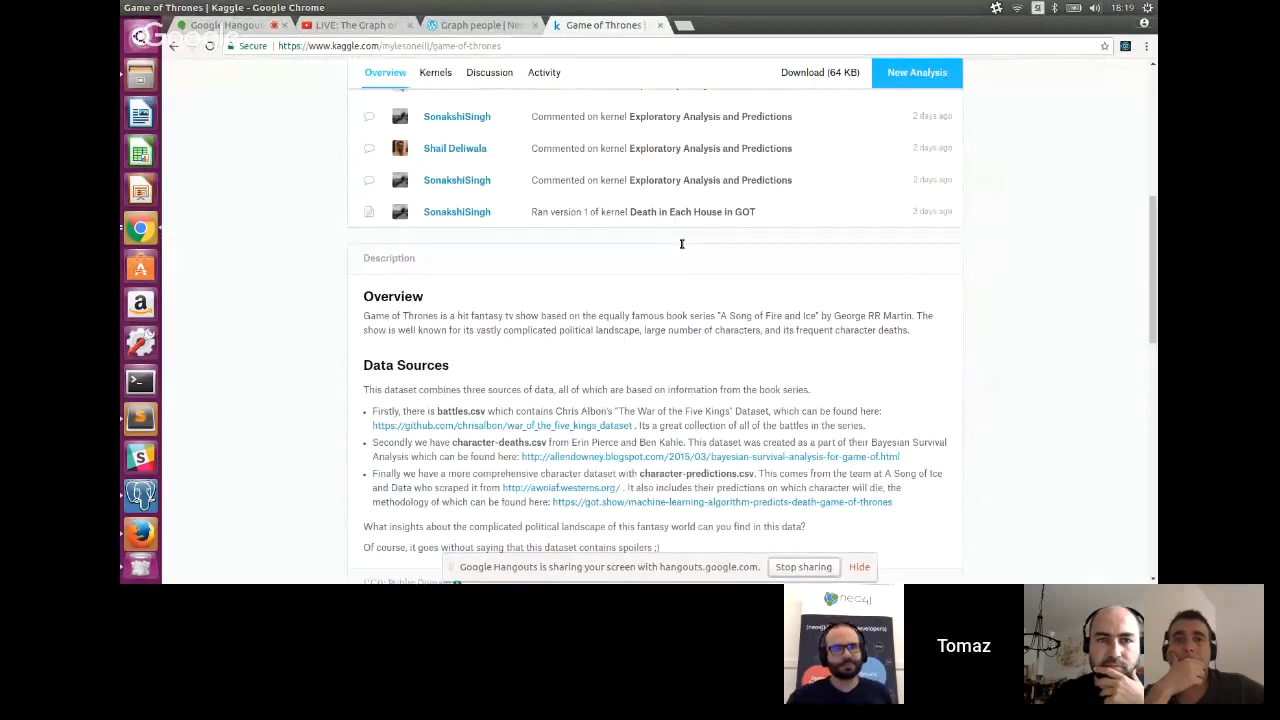 Game of Thrones | Kaggle - Google Chrome
SI
18:19
Google Hangout
LIVE: The Graph of
Graph people | Neo
Game of Thrones |
Google
Secure
https://www.kaggle.com/mylesoneill/game-of-thrones
Overview
Kernels
Discussion
Activity
Download (64 KB)
New Analysis
SonakshiSingh Commented on kernel Exploratory Analysis and Predictions 2 days ago
Shail Deliwala Commented on kernel Exploratory Analysis and Predictions 2 days ago
SonakshiSingh Commented on kernel Exploratory Analysis and Predictions 2 days ago
SonakshiSingh Ran version 1 of kernel Death in Each House in GOT 3 days ago
Description
Overview
Game of Thrones is a hit fantasy tv show based on the equally famous book series "A Song of Fire and Ice" by George RR Martin. The
show is well known for its vastly complicated political landscape, large number of characters, and its frequent character deaths.
Data Sources
This dataset combines three sources of data, all of which are based on information from the book series.
• Firstly, there is battles.csv which contains Chris Albon's "The War of the Five Kings" Dataset, which can be found here:
https://github.com/chrisalbon/war_of_the_five_kings_dataset . Its a great collection of all of the battles in the series.
• Secondly we have character-deaths.csv from Erin Pierce and Ben Kahle. This dataset was created as a part of their Bayesian Survival
Analysis which can be found here: http://allendowney.blogspot.com/2015/03/bayesian-survival-analysis-for-game-of.html
• Finally we have a more comprehensive character dataset with character-predictions.csv. This comes from the team at A Song of Ice
and Data who scraped it from http://awoiaf.westeros.org/ . It also includes their predictions on which character will die, the
methodology of which can be found here: https://got.show/machine-learning-algorithm-predicts-death-game-of-thrones
What insights about the complicated political landscape of this fantasy world can you find in this data?
Of course, it goes without saying that this dataset contains spoilers ;)
Google Hangouts is sharing your screen with hangouts.google.com.
Stop sharing
Hide
neo4j
Tomaz